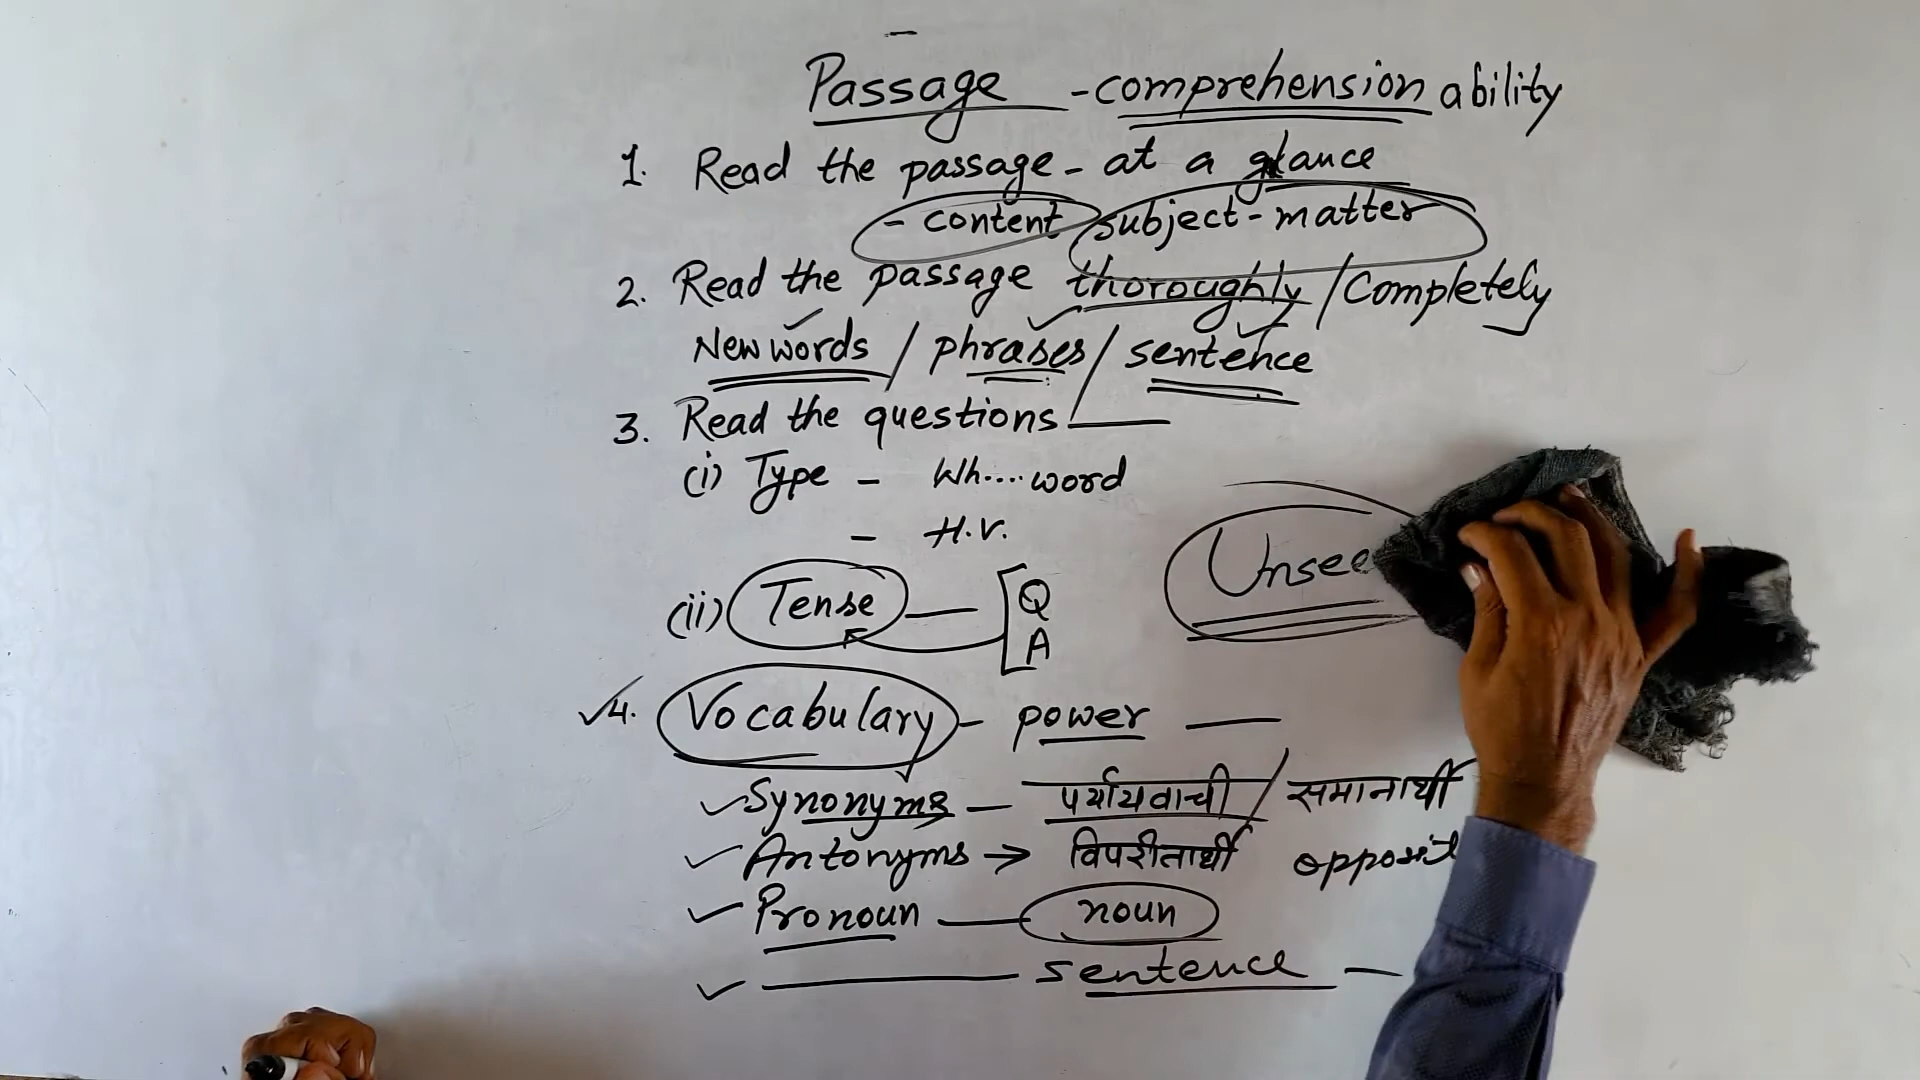 Passage - comprehension ability
1. Read the passage - at a glance
- content subject-matter
2. Read the passage thoroughly / Completely
New words / phrases / sentence
3. Read the questions
(i) Type - Wh....word
- H.V.
(ii) Tense — Q
A
Unsee
4. Vocabulary - power —
Synonyms - पर्यायवाची / समानार्थी
Antonyms → विपरीतार्थी opposit
Pronoun — noun
— sentence —